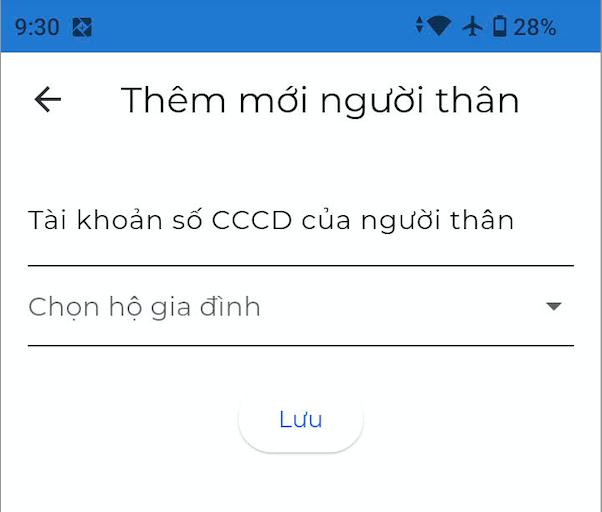 9:30 28%
Thêm mới người thân
Tài khoản số CCCD của người thân
Chọn hộ gia đình
Lưu